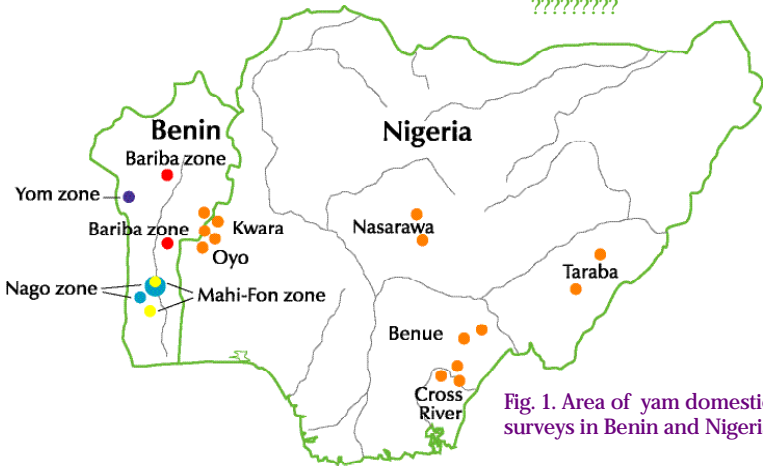 ?????????
Benin
Nigeria
Bariba zone
Yom zone
Bariba zone
Kwara
Nasarawa
Oyo
Taraba
Nago zone
Mahi-Fon zone
Benue
Cross
River
Fig. 1. Area of yam domesti
surveys in Benin and Nigeri